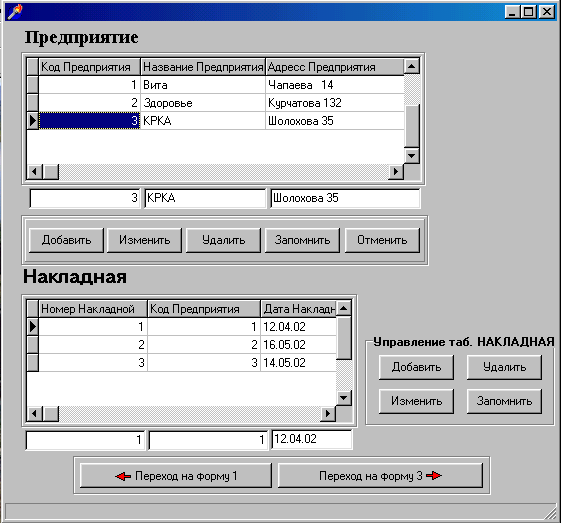 Предприятие
Код Предприятия Название Предприятия Адресс Предприятия
1 Вита Чапаева 14
2 Здоровье Курчатова 132
3 КРКА Шолохова 35
3 КРКА Шолохова 35
Добавить Изменить Удалить Запомнить Отменить
Накладная
Номер Накладной Код Предприятия Дата Накладн
1 1 12.04.02
2 2 16.05.02
3 3 14.05.02
1 1 12.04.02
Управление таб. НАКЛАДНАЯ
Добавить Удалить
Изменить Запомнить
Переход на форму 1 Переход на форму 3